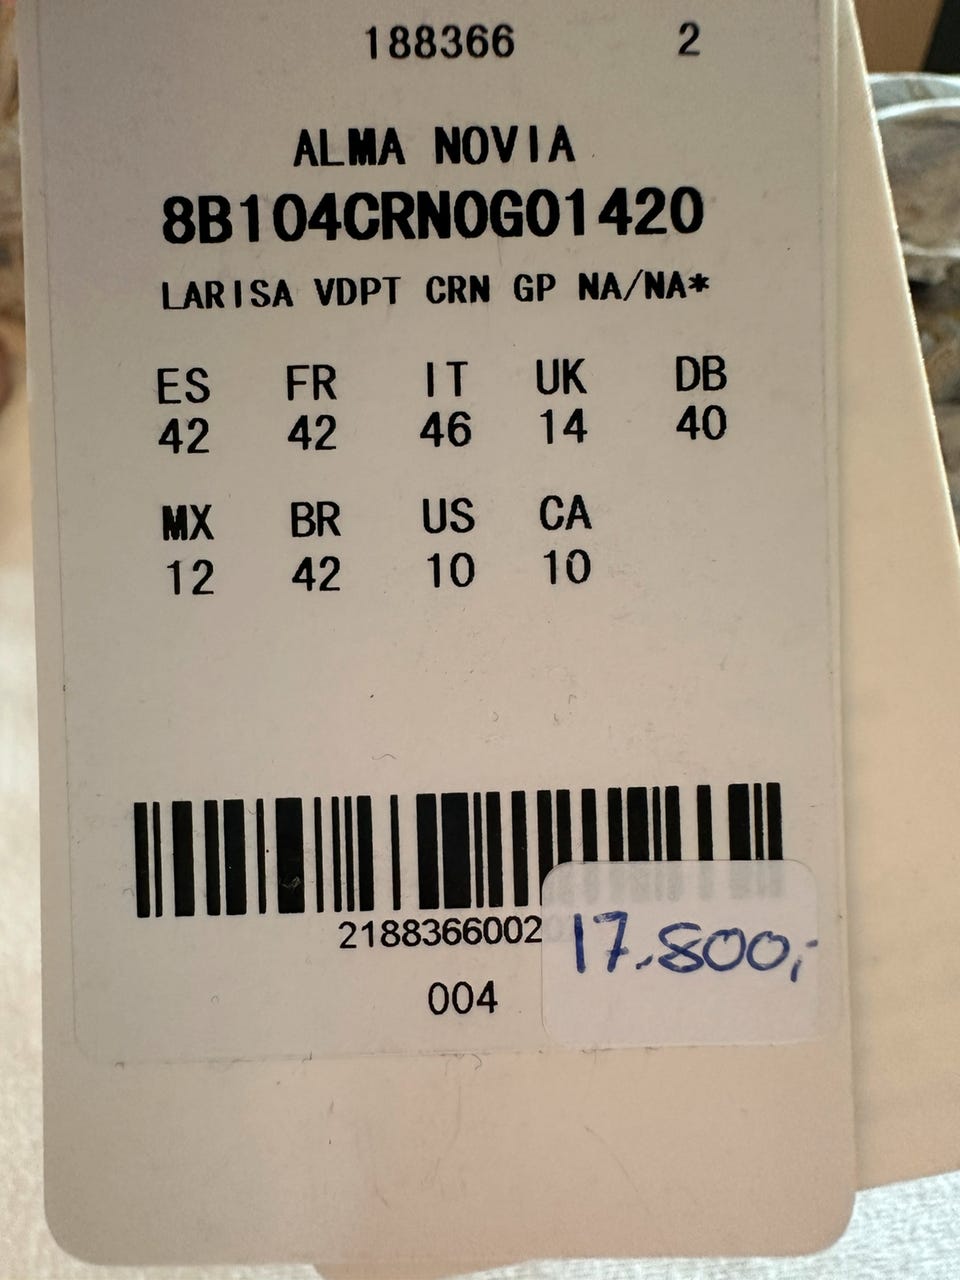 188366 2
ALMA NOVIA
8B104CRNOGO1420
LARISA VDPT CRN GP NA/NA*
ES FR IT UK DB
42 42 46 14 40
MX BR US CA
12 42 10 10
2188366002
17.800,-
004